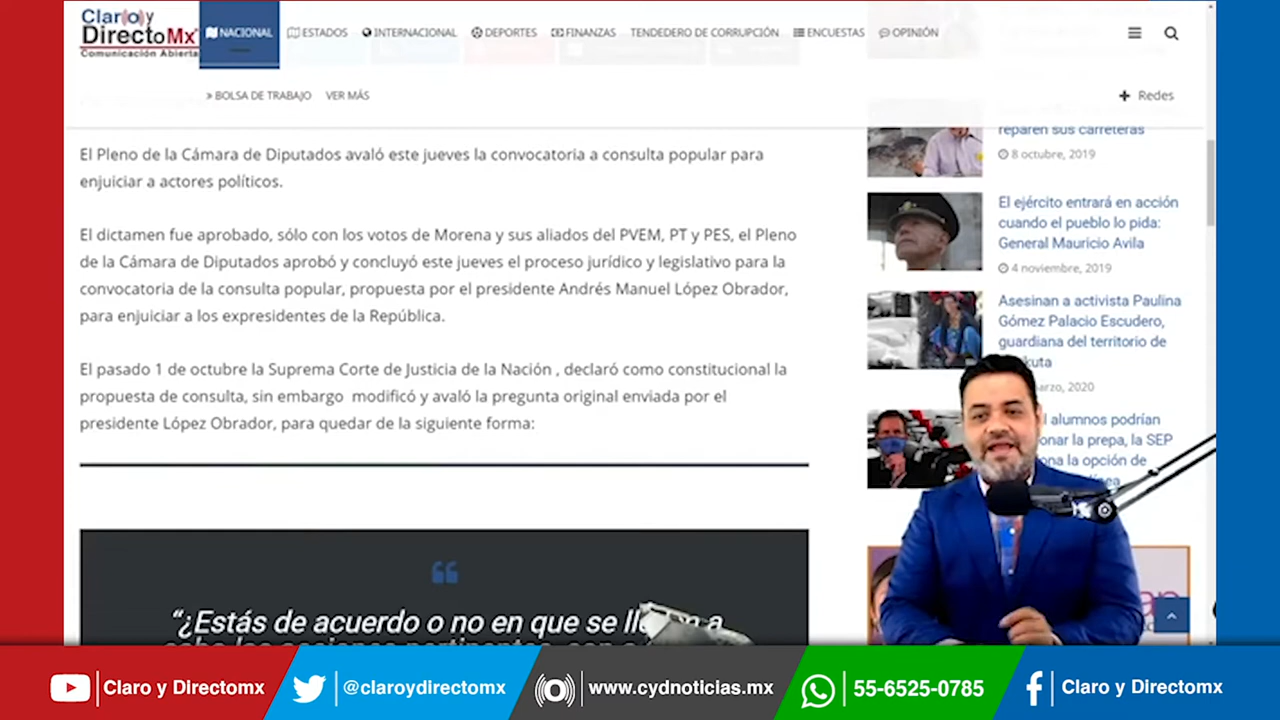 Claro y
DirectoMx
Comunicación Abierta
NACIONAL
ESTADOS
INTERNACIONAL
DEPORTES
FINANZAS
TENDEDERO DE CORRUPCIÓN
ENCUESTAS
OPINIÓN
» BOLSA DE TRABAJO
VER MÁS
+ Redes
El Pleno de la Cámara de Diputados avaló este jueves la convocatoria a consulta popular para
enjuiciar a actores políticos.
El dictamen fue aprobado, sólo con los votos de Morena y sus aliados del PVEM, PT y PES, el Pleno
de la Cámara de Diputados aprobó y concluyó este jueves el proceso jurídico y legislativo para la
convocatoria de la consulta popular, propuesta por el presidente Andrés Manuel López Obrador,
para enjuiciar a los expresidentes de la República.
El pasado 1 de octubre la Suprema Corte de Justicia de la Nación , declaró como constitucional la
propuesta de consulta, sin embargo modificó y avaló la pregunta original enviada por el
presidente López Obrador, para quedar de la siguiente forma:
“¿Estás de acuerdo o no en que se a
reparen sus carreteras
8 octubre, 2019
El ejército entrará en acción
cuando el pueblo lo pida:
General Mauricio Avila
4 noviembre, 2019
Asesinan a activista Paulina
Gómez Palacio Escudero,
guardiana del territorio de
kuta
arzo, 2020
alumnos podrían
onar la prepa, la SEP
ona la opción de
línea
Claro y Directomx
@claroydirectomx
www.cydnoticias.mx
55-6525-0785
Claro y Directomx